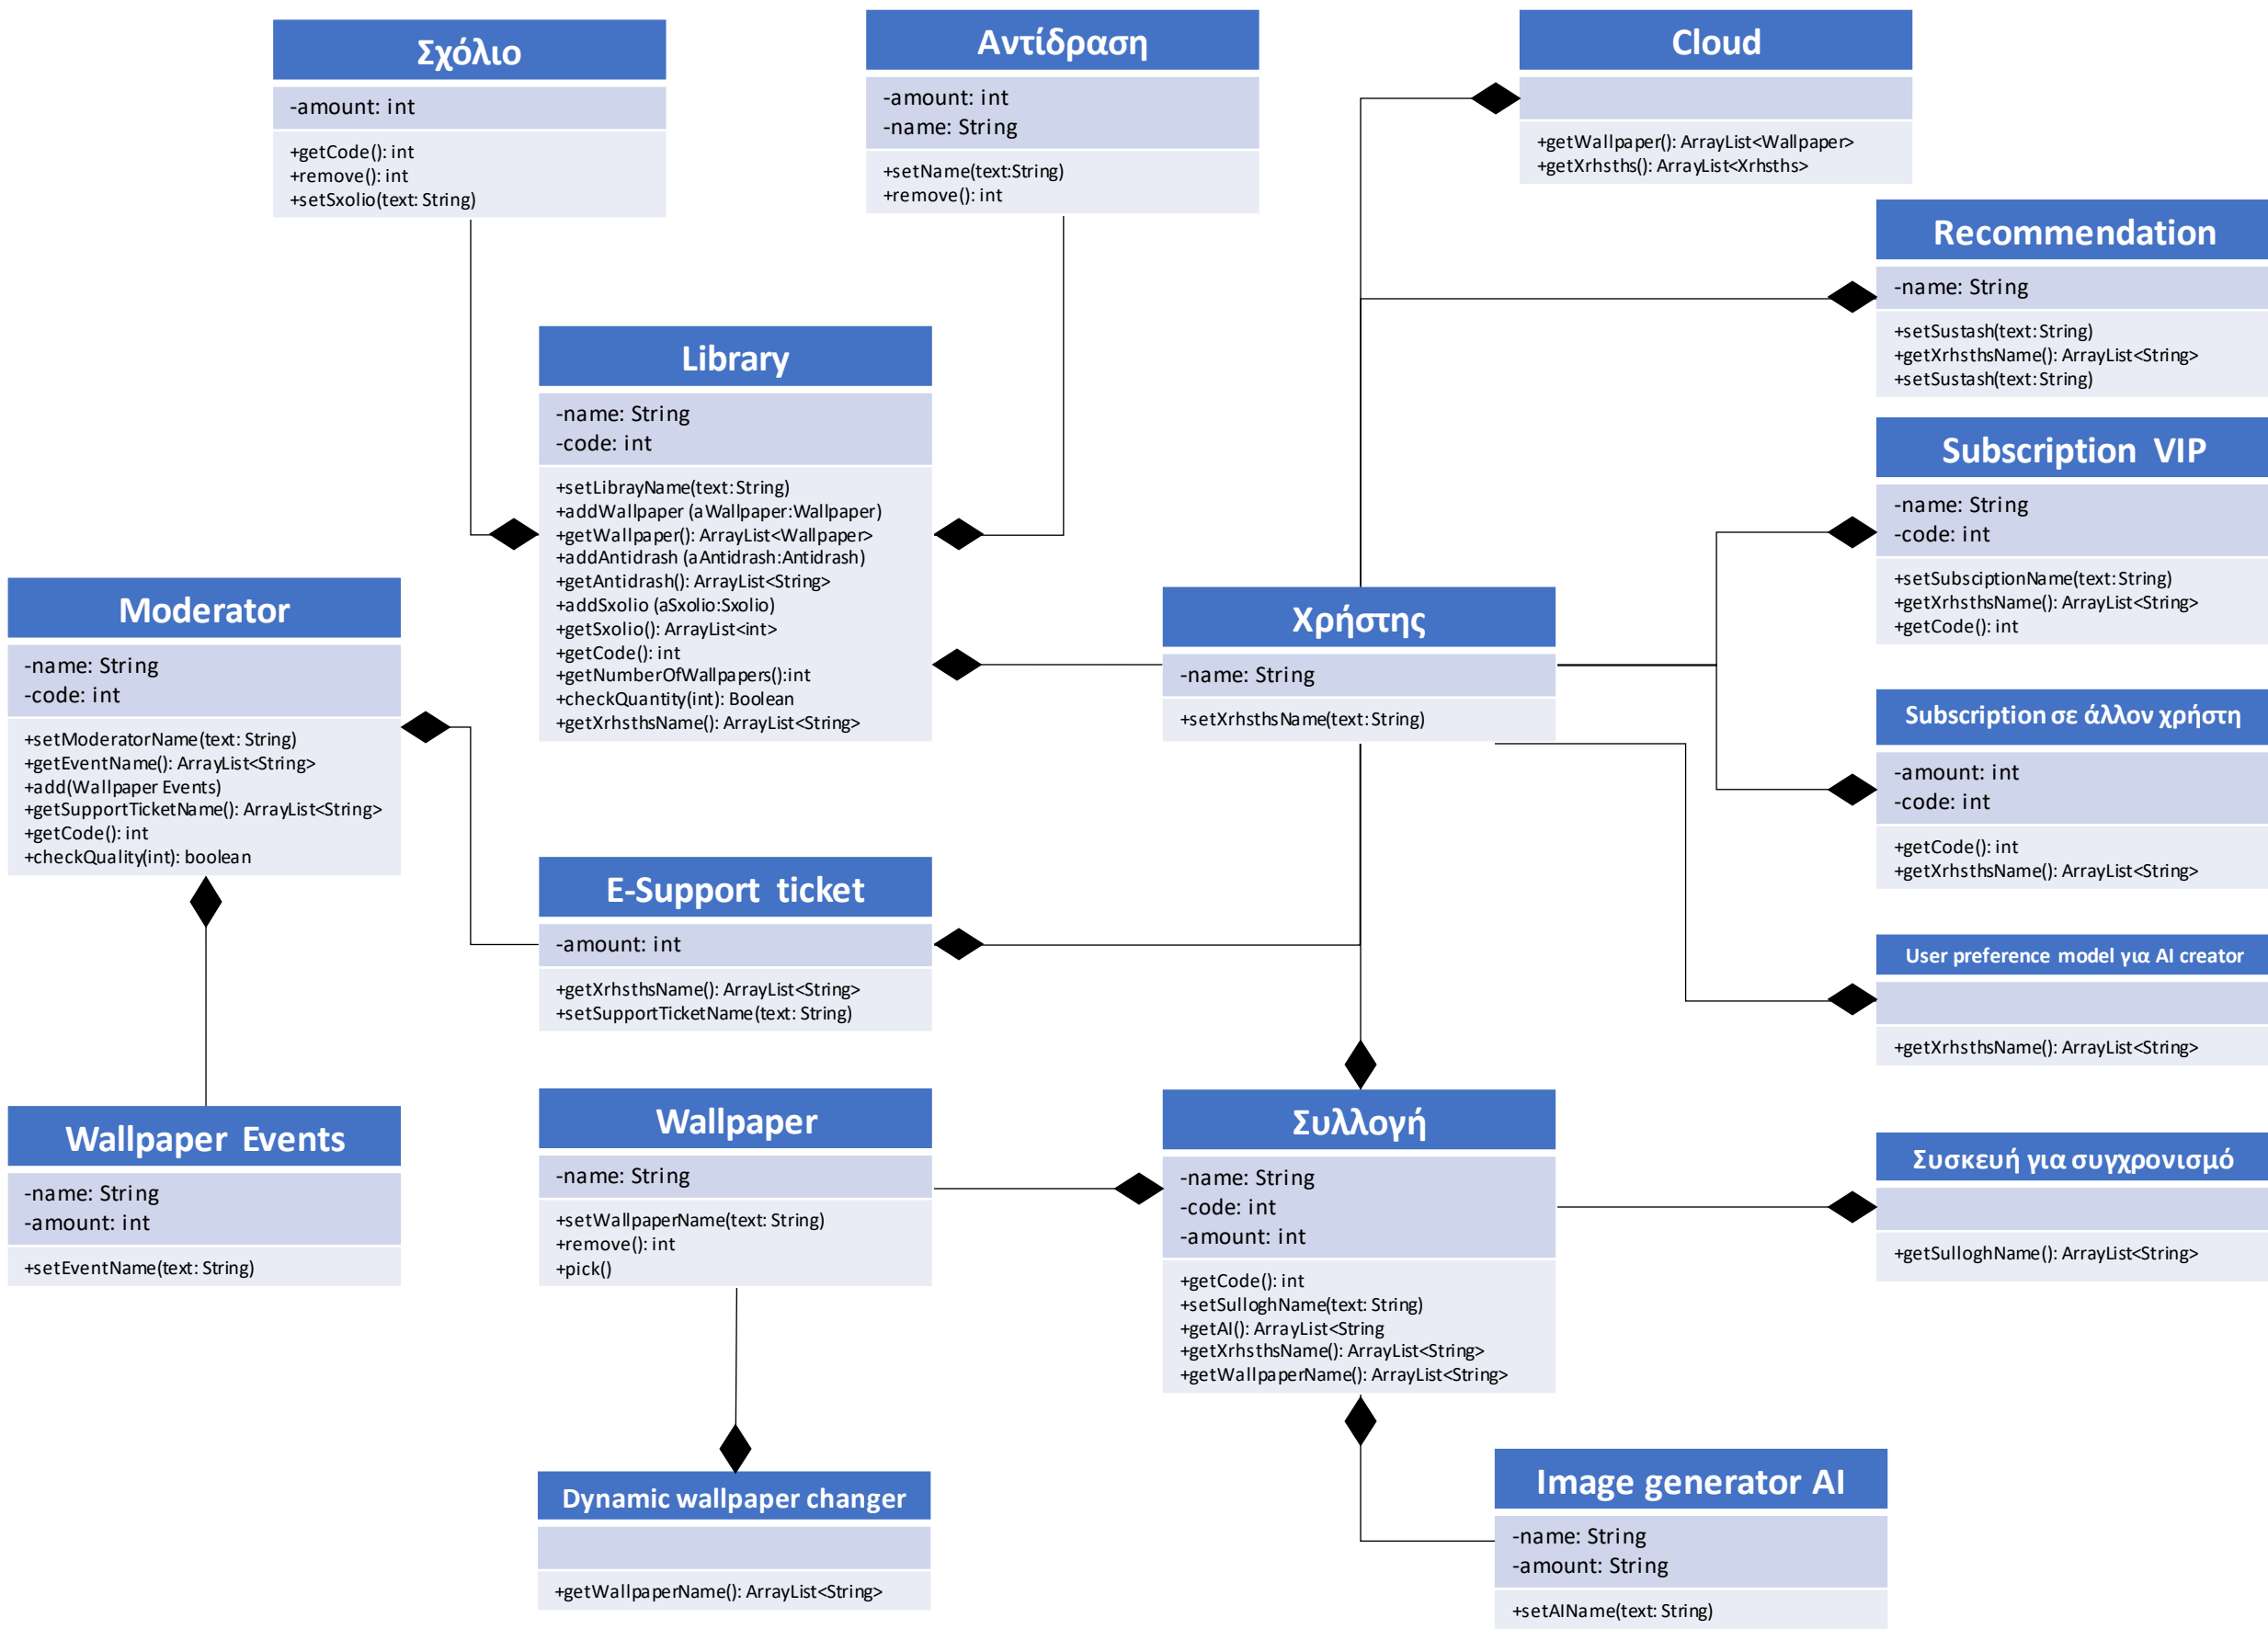 Σχόλιο
-amount: int
+getCode(): int
+remove(): int
+setSxolio(text: String)
Αντίδραση
-amount: int
-name: String
+setName(text:String)
+remove(): int
Cloud
+getWallpaper(): ArrayList<Wallpaper>
+getXrhsths(): ArrayList<Xrhsths>
Recommendation
-name: String
+setSustash(text:String)
+getXrhsthsName(): ArrayList<String>
+setSustash(text:String)
Library
-name: String
-code: int
+setLibrayName(text:String)
+addWallpaper (aWallpaper:Wallpaper)
+getWallpaper(): ArrayList<Wallpaper>
+addAntidrash (aAntidrash:Antidrash)
+getAntidrash(): ArrayList<String>
+addSxolio (aSxolio:Sxolio)
+getSxolio(): ArrayList<int>
+getCode(): int
+getNumberOfWallpapers():int
+checkQuantity(int): Boolean
+getXrhsthsName(): ArrayList<String>
Subscription VIP
-name: String
-code: int
+setSubsciptionName(text:String)
+getXrhsthsName(): ArrayList<String>
+getCode(): int
Moderator
-name: String
-code: int
+setModeratorName(text: String)
+getEventName(): ArrayList<String>
+add(Wallpaper Events)
+getSupportTicketName(): ArrayList<String>
+getCode(): int
+checkQuality(int): boolean
Χρήστης
-name: String
+setXrhsthsName(text:String)
Subscription σε άλλον χρήστη
-amount: int
-code: int
+getCode(): int
+getXrhsthsName(): ArrayList<String>
E-Support ticket
-amount: int
+getXrhsthsName(): ArrayList<String>
+setSupportTicketName(text: String)
User preference model για AI creator
+getXrhsthsName(): ArrayList<String>
Wallpaper Events
-name: String
-amount: int
+setEventName(text: String)
Wallpaper
-name: String
+setWallpaperName(text: String)
+remove(): int
+pick()
Συλλογή
-name: String
-code: int
-amount: int
+getCode(): int
+setSulloghName(text: String)
+getAI(): ArrayList<String
+getXrhsthsName(): ArrayList<String>
+getWallpaperName(): ArrayList<String>
Συσκευή για συγχρονισμό
+getSulloghName(): ArrayList<String>
Dynamic wallpaper changer
+getWallpaperName(): ArrayList<String>
Image generator AI
-name: String
-amount: String
+setAIName(text: String)